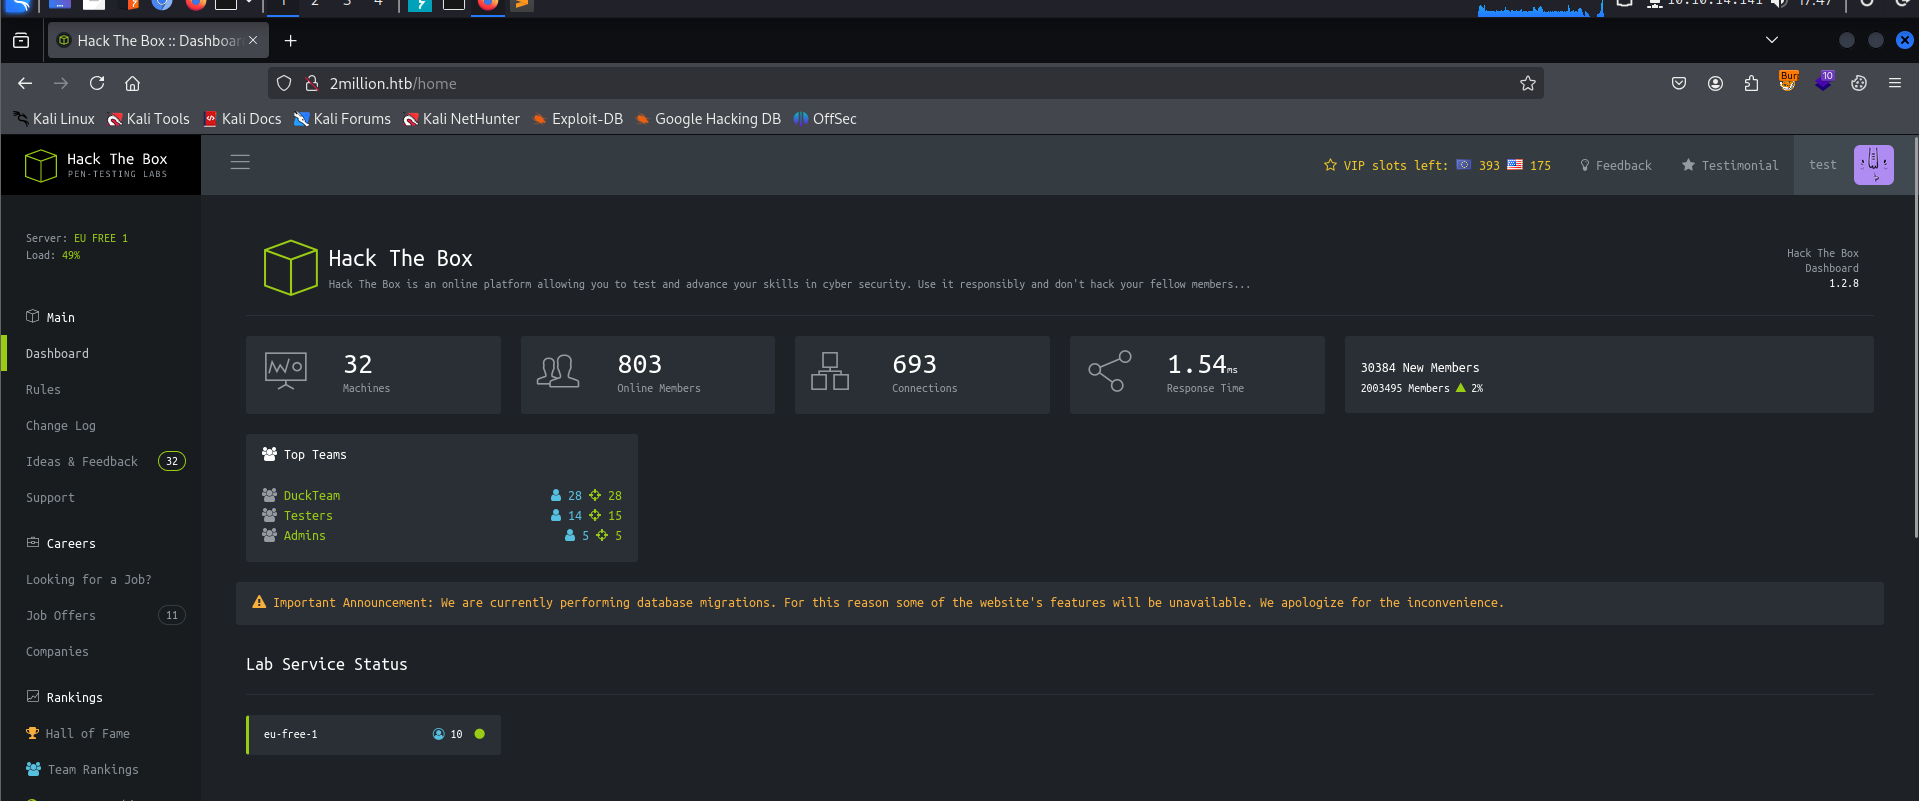 1 2 3 4 10.10.14.141 17:47
Hack The Box :: Dashboard
2million.htb/home
Burp
10
Kali Linux Kali Tools Kali Docs Kali Forums Kali NetHunter Exploit-DB Google Hacking DB OffSec
Hack The Box
PEN-TESTING LABS
VIP slots left: 393 175 Feedback Testimonial test
Server: EU FREE 1
Load: 49%
Main
Dashboard
Rules
Change Log
Ideas & Feedback 32
Support
Careers
Looking for a Job?
Job Offers 11
Companies
Rankings
Hall of Fame
Team Rankings
Hack The Box
Hack The Box is an online platform allowing you to test and advance your skills in cyber security. Use it responsibly and don't hack your fellow members...
Hack The Box
Dashboard
1.2.8
32
Machines
803
Online Members
693
Connections
1.54ms
Response Time
30384 New Members
2003495 Members 2%
Top Teams
DuckTeam 28 28
Testers 14 15
Admins 5 5
Important Announcement: We are currently performing database migrations. For this reason some of the website's features will be unavailable. We apologize for the inconvenience.
Lab Service Status
eu-free-1 10